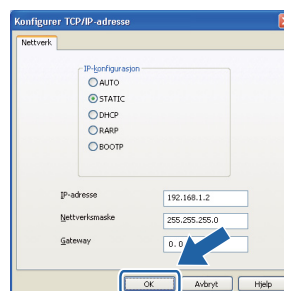 Konfigurer TCP/IP-adresse
Nettverk
IP-konfigurasjon
AUTO
STATIC
DHCP
RARP
BOOTP
IP-adresse 192.168.1.2
Nettverksmaske 255.255.255.0
Gateway
OK Avbryt Hjelp